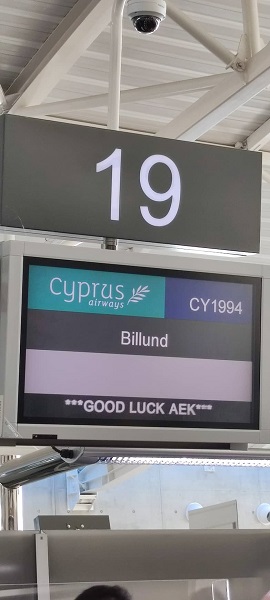 19
cyprus
airways
CY1994
Billund
***GOOD LUCK AEK***